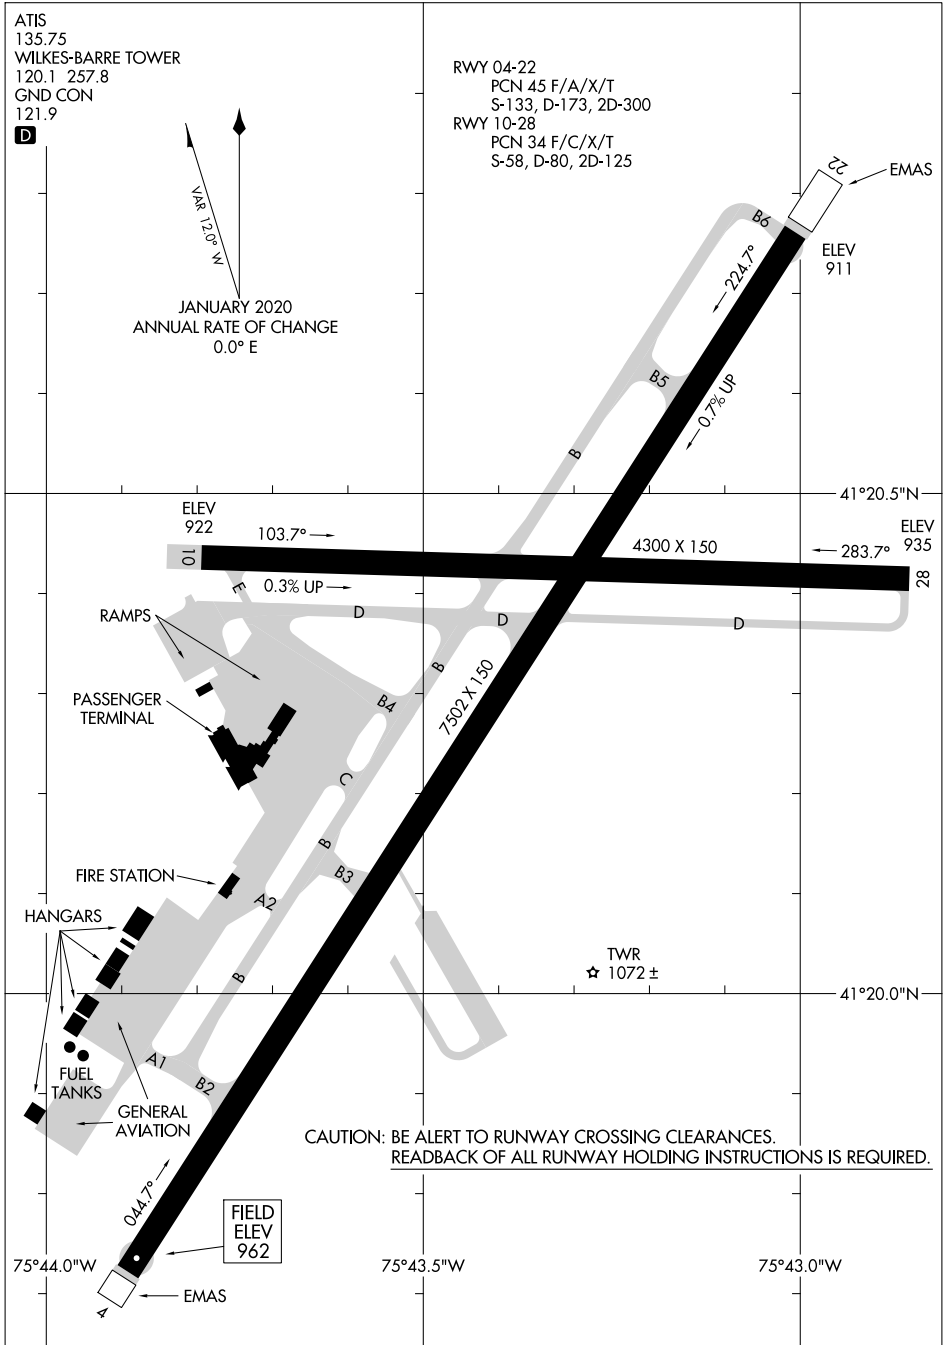 ATIS
135.75
WILKES-BARRE TOWER
120.1 257.8
GND CON
121.9
D
RWY 04-22
PCN 45 F/A/X/T
S-133, D-173, 2D-300
RWY 10-28
PCN 34 F/C/X/T
S-58, D-80, 2D-125
VAR 12.0° W
JANUARY 2020
ANNUAL RATE OF CHANGE
0.0° E
22
EMAS
B6
ELEV
911
224.7°
B5
0.7% UP
B
41°20.5"N
ELEV
922
103.7°
4300 X 150
ELEV
935
283.7°
10
28
0.3% UP
E
D
D
D
RAMPS
B
7502 X 150
B4
PASSENGER
TERMINAL
C
B
B3
FIRE STATION
A2
HANGARS
B
TWR
1072 ±
41°20.0"N
A1
B2
FUEL
TANKS
GENERAL
AVIATION
CAUTION: BE ALERT TO RUNWAY CROSSING CLEARANCES.
READBACK OF ALL RUNWAY HOLDING INSTRUCTIONS IS REQUIRED.
044.7°
FIELD
ELEV
962
75°44.0"W
75°43.5"W
75°43.0"W
EMAS
4